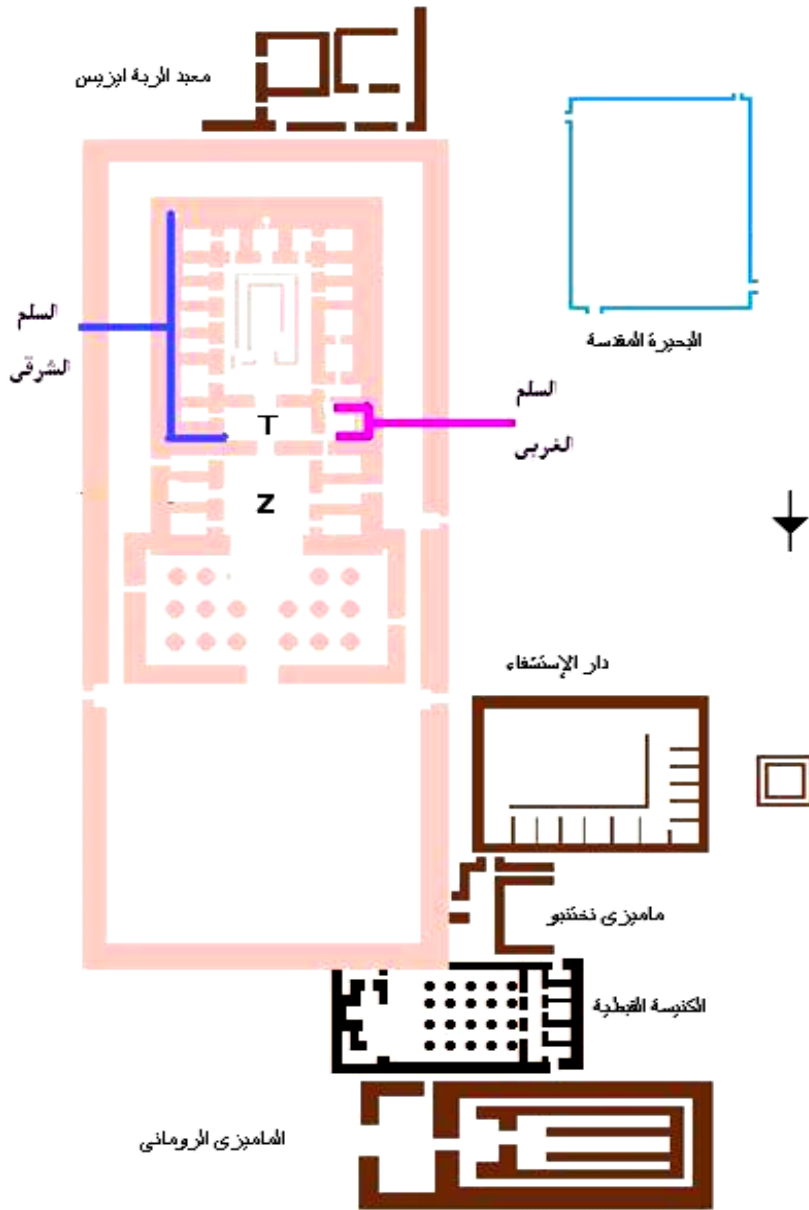 معبد الربة ايزيس
السلم
الشرقى
البحيرة المقدسة
السلم
الغربى
T
Z
دار الإستشفاء
ماميزى نختنبو
الكنيسة القبطية
الماميزى الرومانى